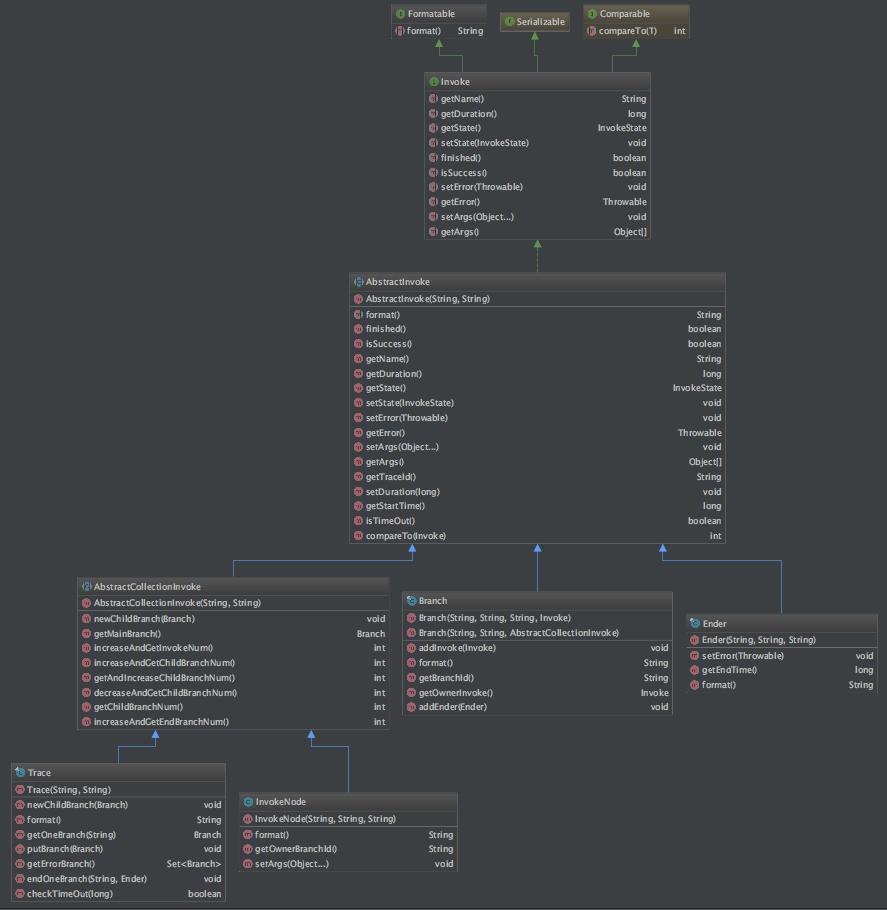 Formatable
format() String
Serializable
Comparable
compareTo(T) int
Invoke
getName() String
getDuration() long
getState() InvokeState
setState(InvokeState) void
finished() boolean
isSuccess() boolean
setError(Throwable) void
getError() Throwable
setArgs(Object...) void
getArgs() Object[]
AbstractInvoke
AbstractInvoke(String, String)
format() String
finished() boolean
isSuccess() boolean
getName() String
getDuration() long
getState() InvokeState
setState(InvokeState) void
setError(Throwable) void
getError() Throwable
setArgs(Object...) void
getArgs() Object[]
getTraceId() String
setDuration(long) void
getStartTime() long
isTimeOut() boolean
compareTo(Invoke) int
AbstractCollectionInvoke
AbstractCollectionInvoke(String, String)
newChildBranch(Branch) void
getMainBranch() Branch
increaseAndGetInvokeNum() int
increaseAndGetChildBranchNum() int
getAndIncreaseChildBranchNum() int
decreaseAndGetChildBranchNum() int
getChildBranchNum() int
increaseAndGetEndBranchNum() int
Branch
Branch(String, String, String, Invoke)
Branch(String, String, AbstractCollectionInvoke)
addInvoke(Invoke) void
format() String
getBranchId() String
getOwnerInvoke() Invoke
addEnder(Ender) void
Ender
Ender(String, String, String)
setError(Throwable) void
getEndTime() long
format() String
Trace
Trace(String, String)
newChildBranch(Branch) void
format() String
getOneBranch(String) Branch
putBranch(Branch) void
getErrorBranch() Set<Branch>
endOneBranch(String, Ender) void
checkTimeOut(long) boolean
InvokeNode
InvokeNode(String, String, String)
format() String
getOwnerBranchId() String
setArgs(Object...) void